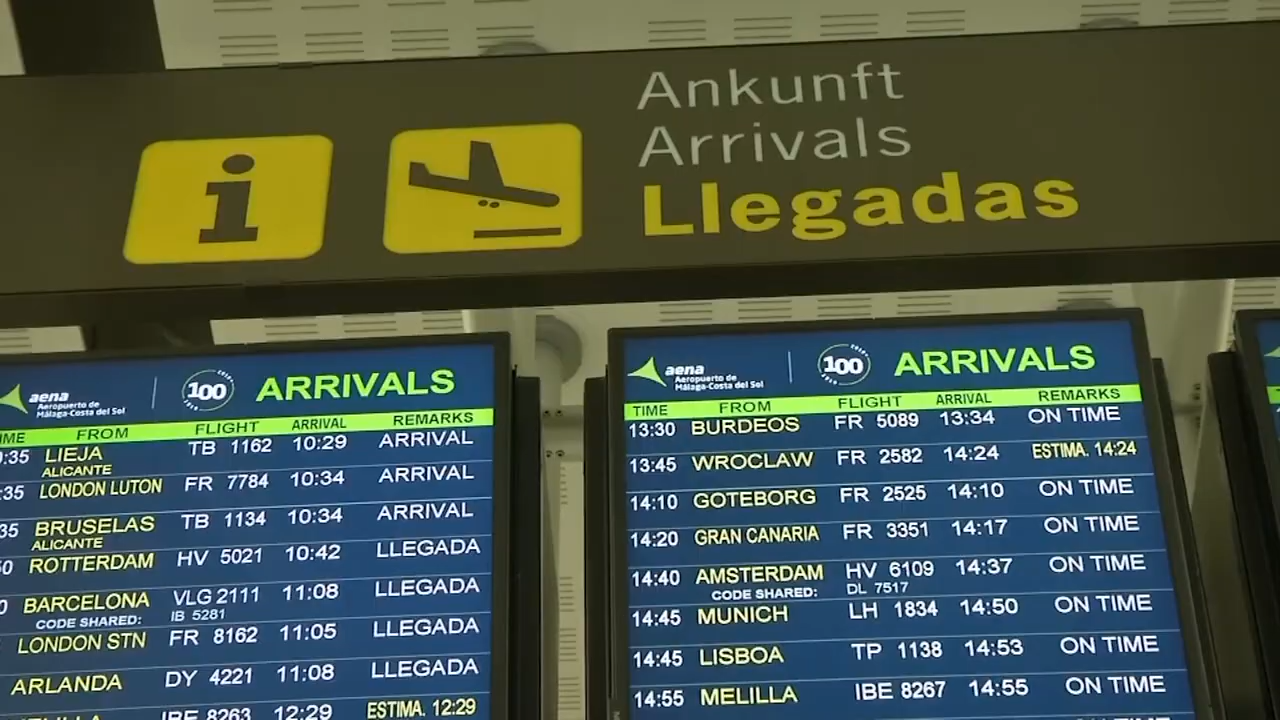 Ankunft
Arrivals
Llegadas
aena
Aeropuerto de
Málaga-Costa del Sol
100
ARRIVALS
FROM FLIGHT ARRIVAL REMARKS
:35 LIEJA TB 1162 10:29 ARRIVAL
ALICANTE
:35 LONDON LUTON FR 7784 10:34 ARRIVAL
35 BRUSELAS TB 1134 10:34 ARRIVAL
ALICANTE
ROTTERDAM HV 5021 10:42 LLEGADA
BARCELONA VLG 2111 11:08 LLEGADA
CODE SHARED: IB 5281
LONDON STN FR 8162 11:05 LLEGADA
ARLANDA DY 4221 11:08 LLEGADA
IBE 8263 12:29 ESTIMA. 12:29
aena
Aeropuerto de
Málaga-Costa del Sol
100
ARRIVALS
TIME FROM FLIGHT ARRIVAL REMARKS
13:30 BURDEOS FR 5089 13:34 ON TIME
13:45 WROCLAW FR 2582 14:24 ESTIMA. 14:24
14:10 GOTEBORG FR 2525 14:10 ON TIME
14:20 GRAN CANARIA FR 3351 14:17 ON TIME
14:40 AMSTERDAM HV 6109 14:37 ON TIME
CODE SHARED: DL 7517
14:45 MUNICH LH 1834 14:50 ON TIME
14:45 LISBOA TP 1138 14:53 ON TIME
14:55 MELILLA IBE 8267 14:55 ON TIME